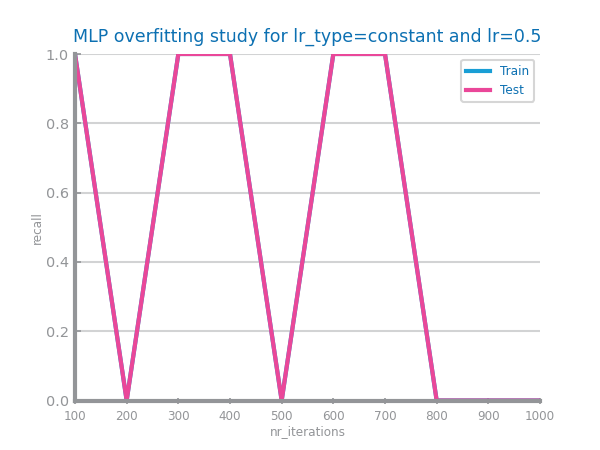 MLP overfitting study for lr_type=constant and lr=0.5
1.0
0.8
0.6
0.4
0.2
0.0
recall
Train
Test
100 200 300 400 500 600 700 800 900 1000
nr_iterations